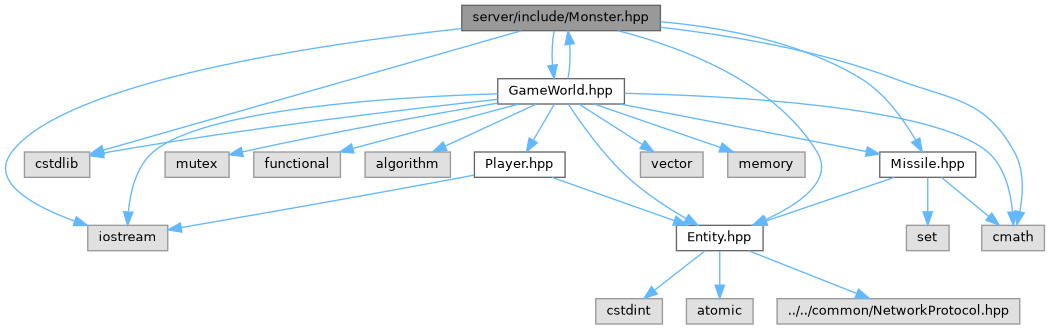 server/include/Monster.hpp
GameWorld.hpp
cstdlib
mutex
functional
algorithm
Player.hpp
vector
memory
Missile.hpp
iostream
Entity.hpp
set
cmath
cstdint
atomic
../../common/NetworkProtocol.hpp